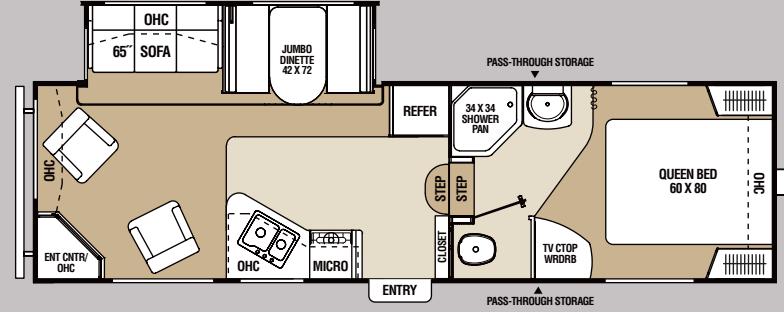 OHC
65″ SOFA
JUMBO
DINETTE
42 X 72
PASS-THROUGH STORAGE
REFER
34 X 34
SHOWER
PAN
OHC
QUEEN BED
60 X 80
OHC
STEP
STEP
ENT CNTR/
OHC
OHC
MICRO
CLOSET
TV CTOP
WRDRB
ENTRY
PASS-THROUGH STORAGE